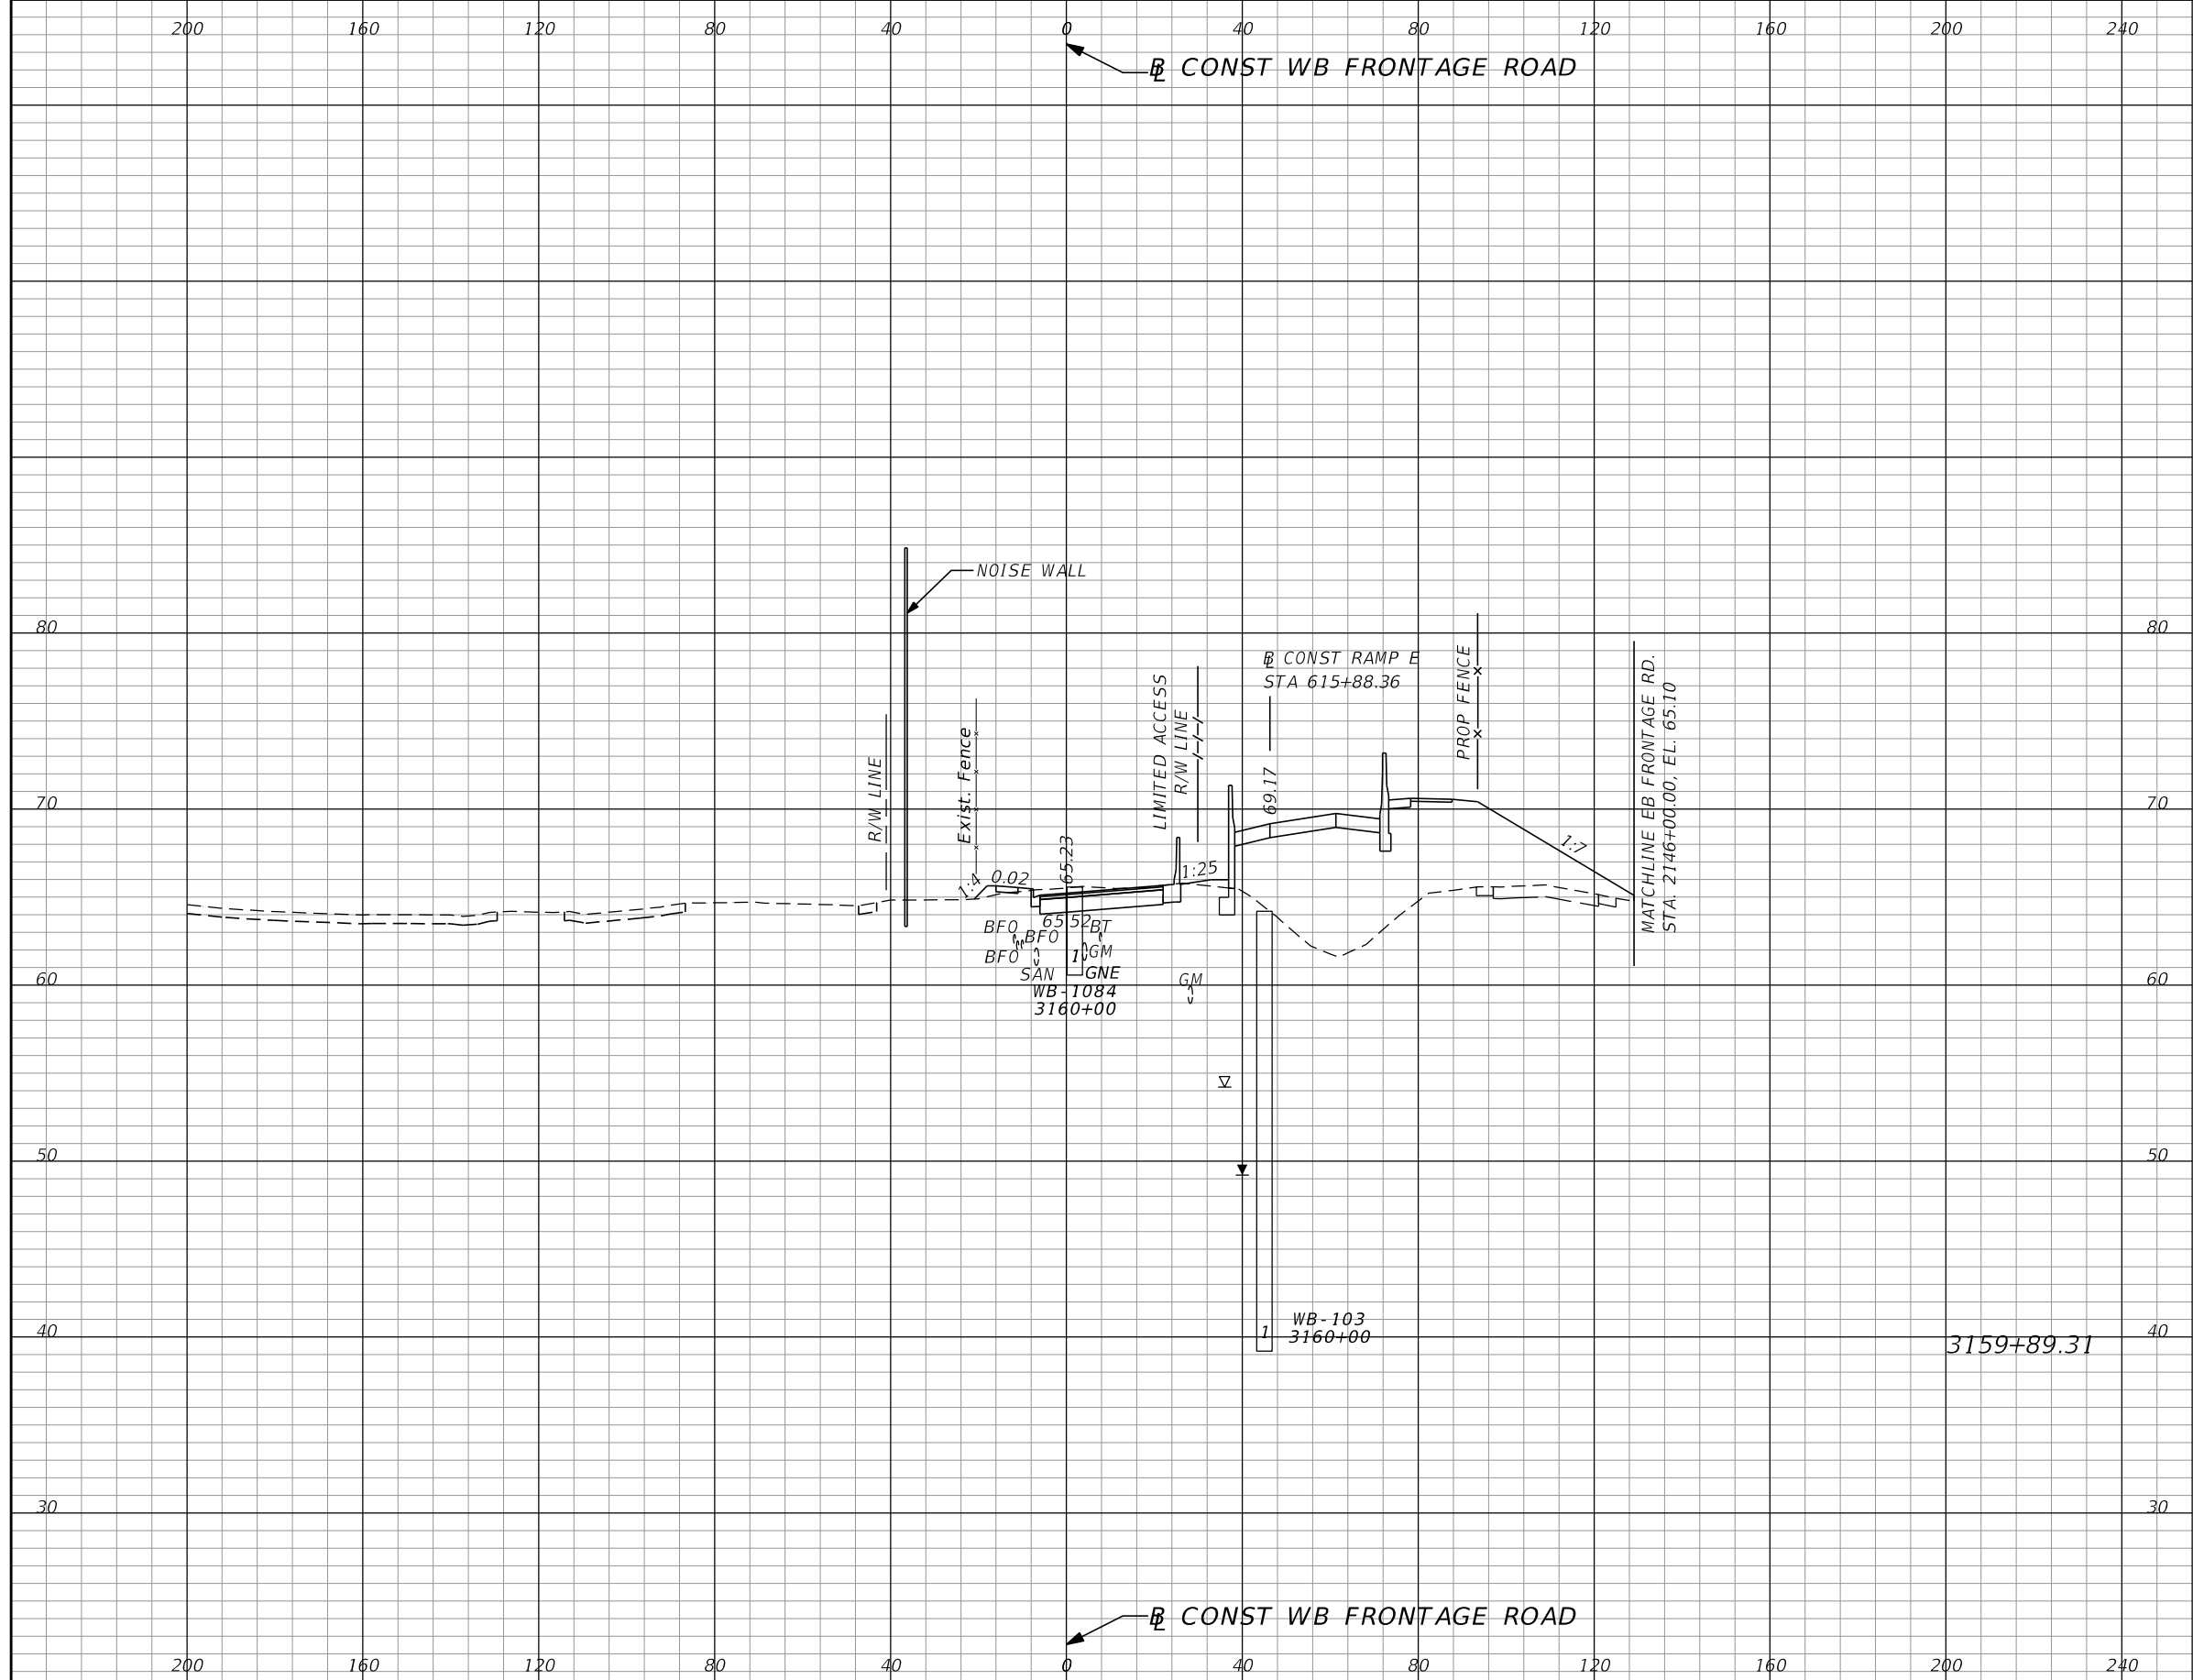 200 160 120 80 40 0 40 80 120 160 200 240
BL CONST WB FRONTAGE ROAD
NOISE WALL
80 80
BL CONST RAMP E
STA 615+88.36
R/W LINE
Exist. Fence
LIMITED ACCESS
R/W LINE
69.17
PROP FENCE
MATCHLINE EB FRONTAGE RD.
STA. 2146+00.00, EL. 65.10
70 70
65.23
1:4
0.02
1:25
1:7
65.52
BFO
BFO
BFO
BT
1
GM
SAN
GNE
GM
60 60
WB-1084
3160+00
50 50
WB-103
40 1 3160+00 40
3159+89.31
30 30
BL CONST WB FRONTAGE ROAD
200 160 120 80 40 0 40 80 120 160 200 240